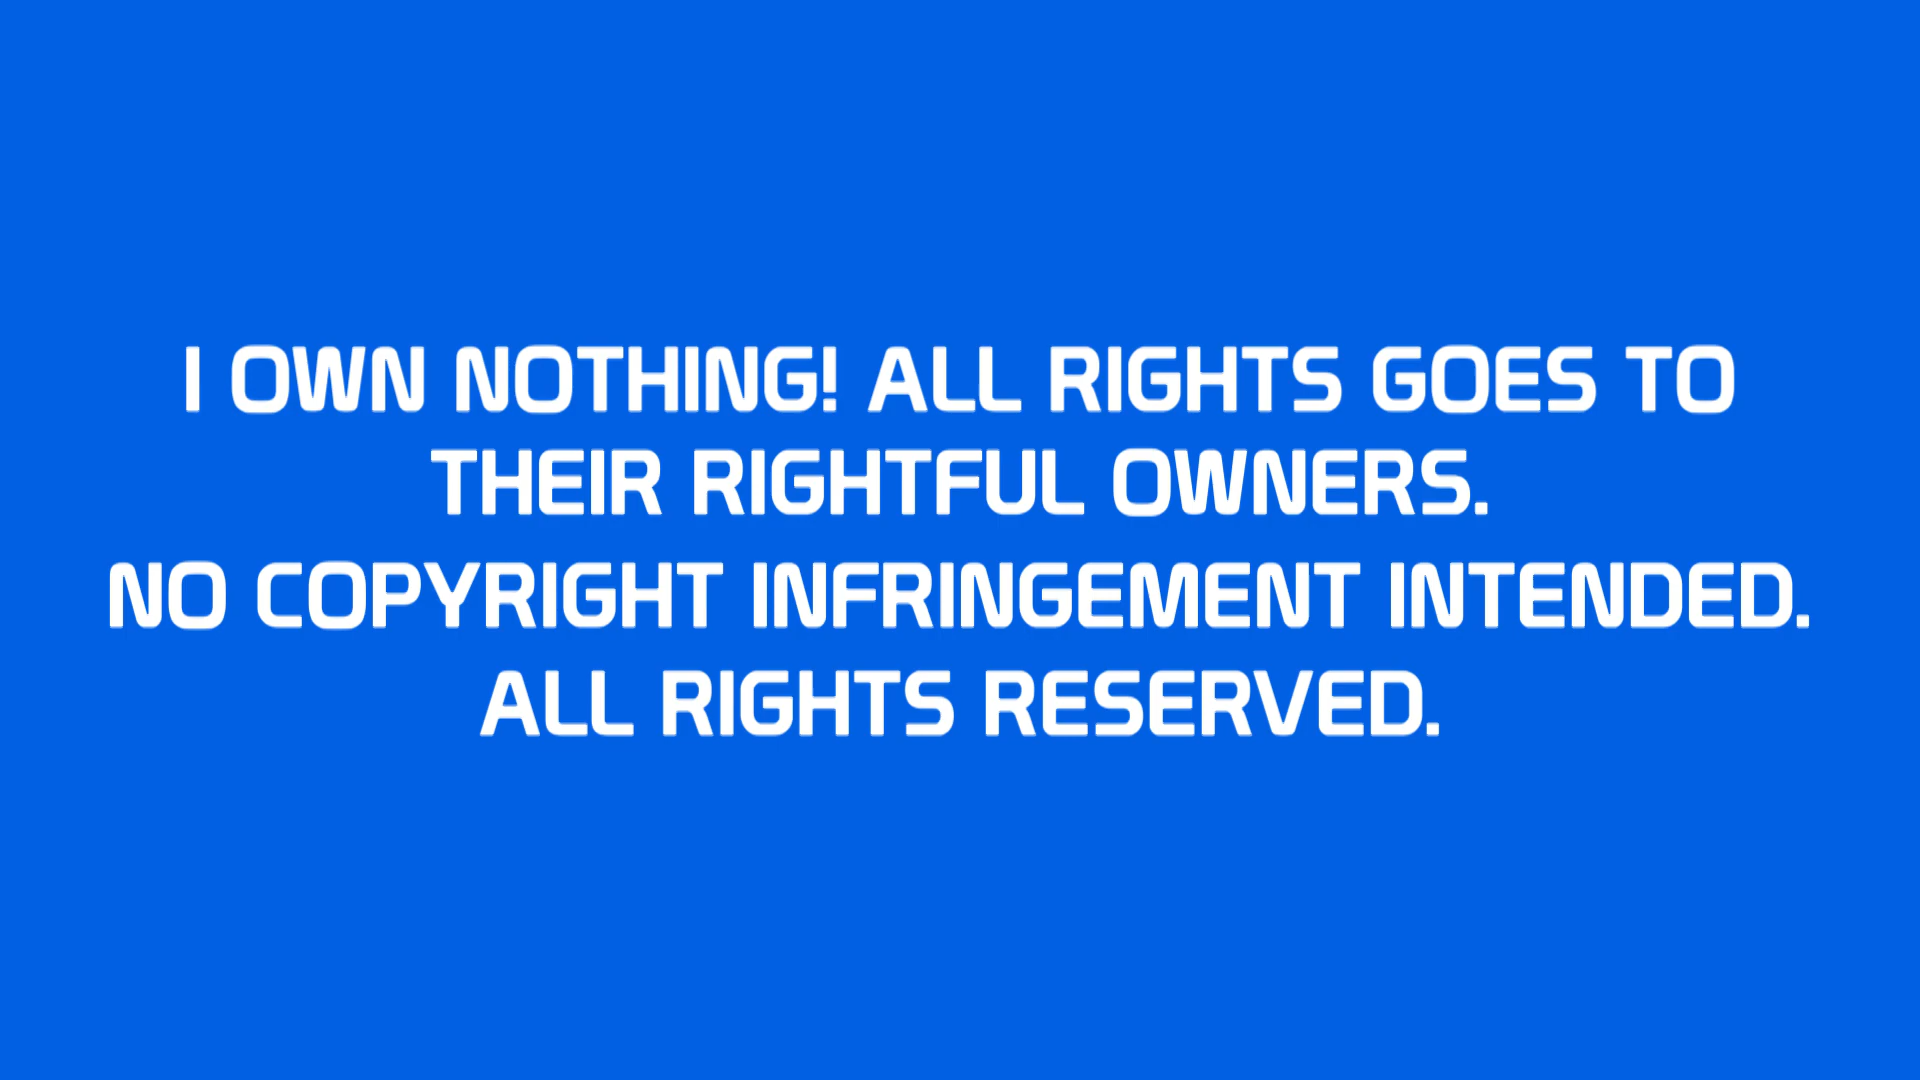 I OWN NOTHING! ALL RIGHTS GOES TO
THEIR RIGHTFUL OWNERS.
NO COPYRIGHT INFRINGEMENT INTENDED.
ALL RIGHTS RESERVED.